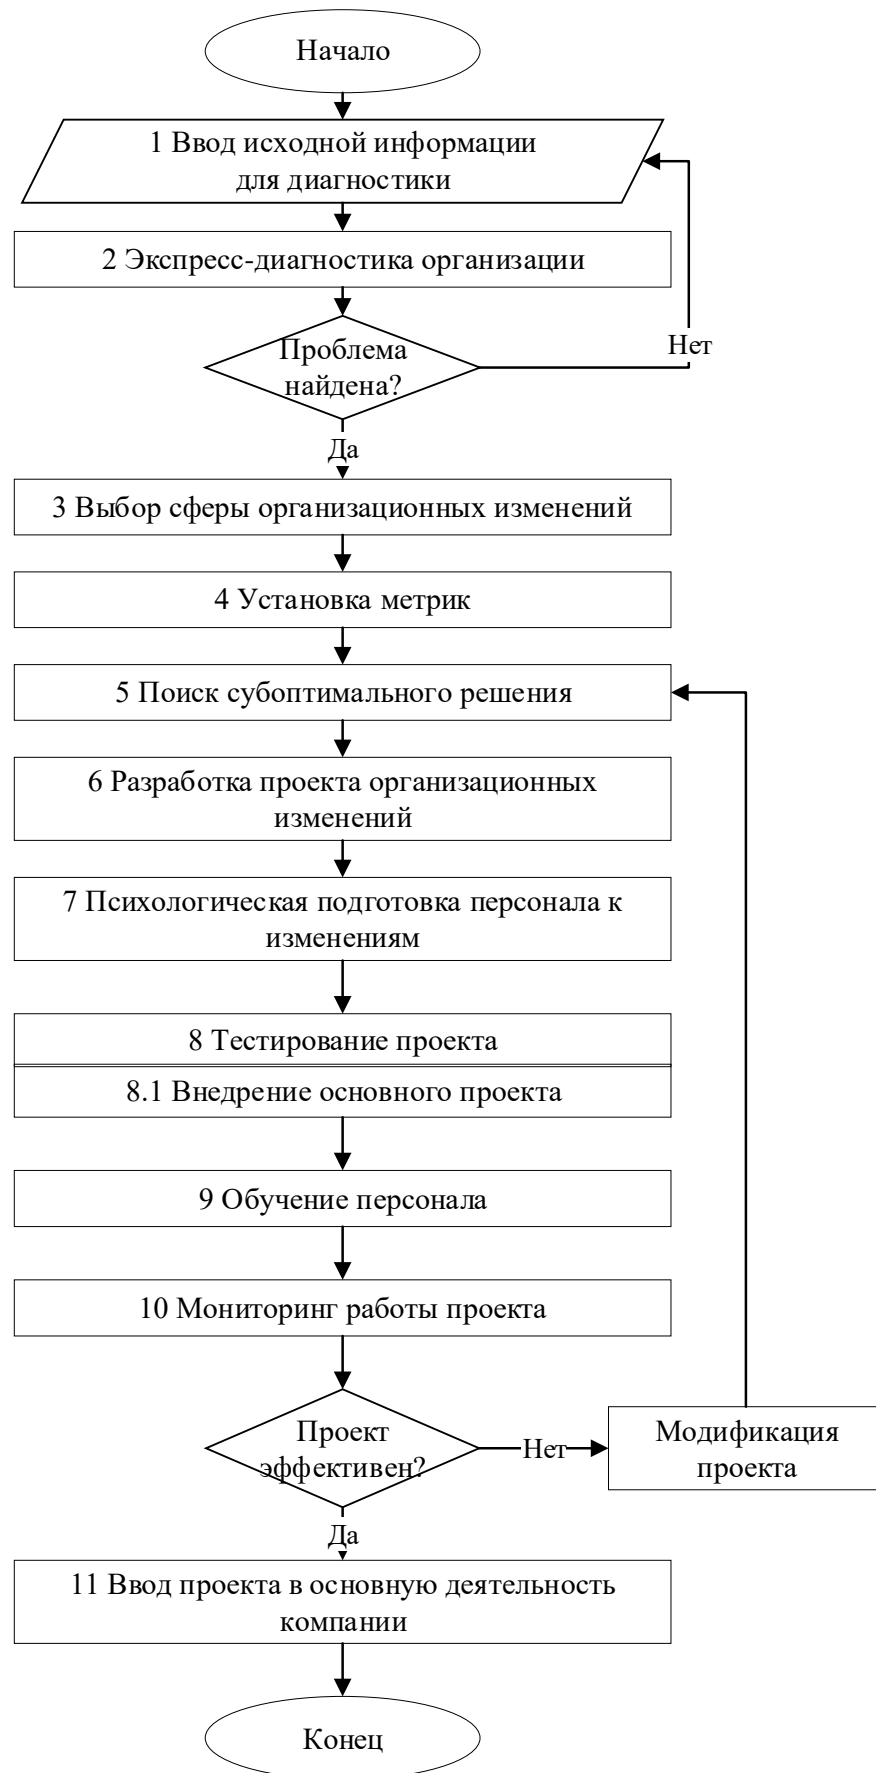 Начало
1 Ввод исходной информации
для диагностики
2 Экспресс-диагностика организации
Проблема
найдена?
Нет
Да
3 Выбор сферы организационных изменений
4 Установка метрик
5 Поиск субоптимального решения
6 Разработка проекта организационных
изменений
7 Психологическая подготовка персонала к
изменениям
8 Тестирование проекта
8.1 Внедрение основного проекта
9 Обучение персонала
10 Мониторинг работы проекта
Проект
эффективен?
Нет
Модификация
проекта
Да
11 Ввод проекта в основную деятельность
компании
Конец